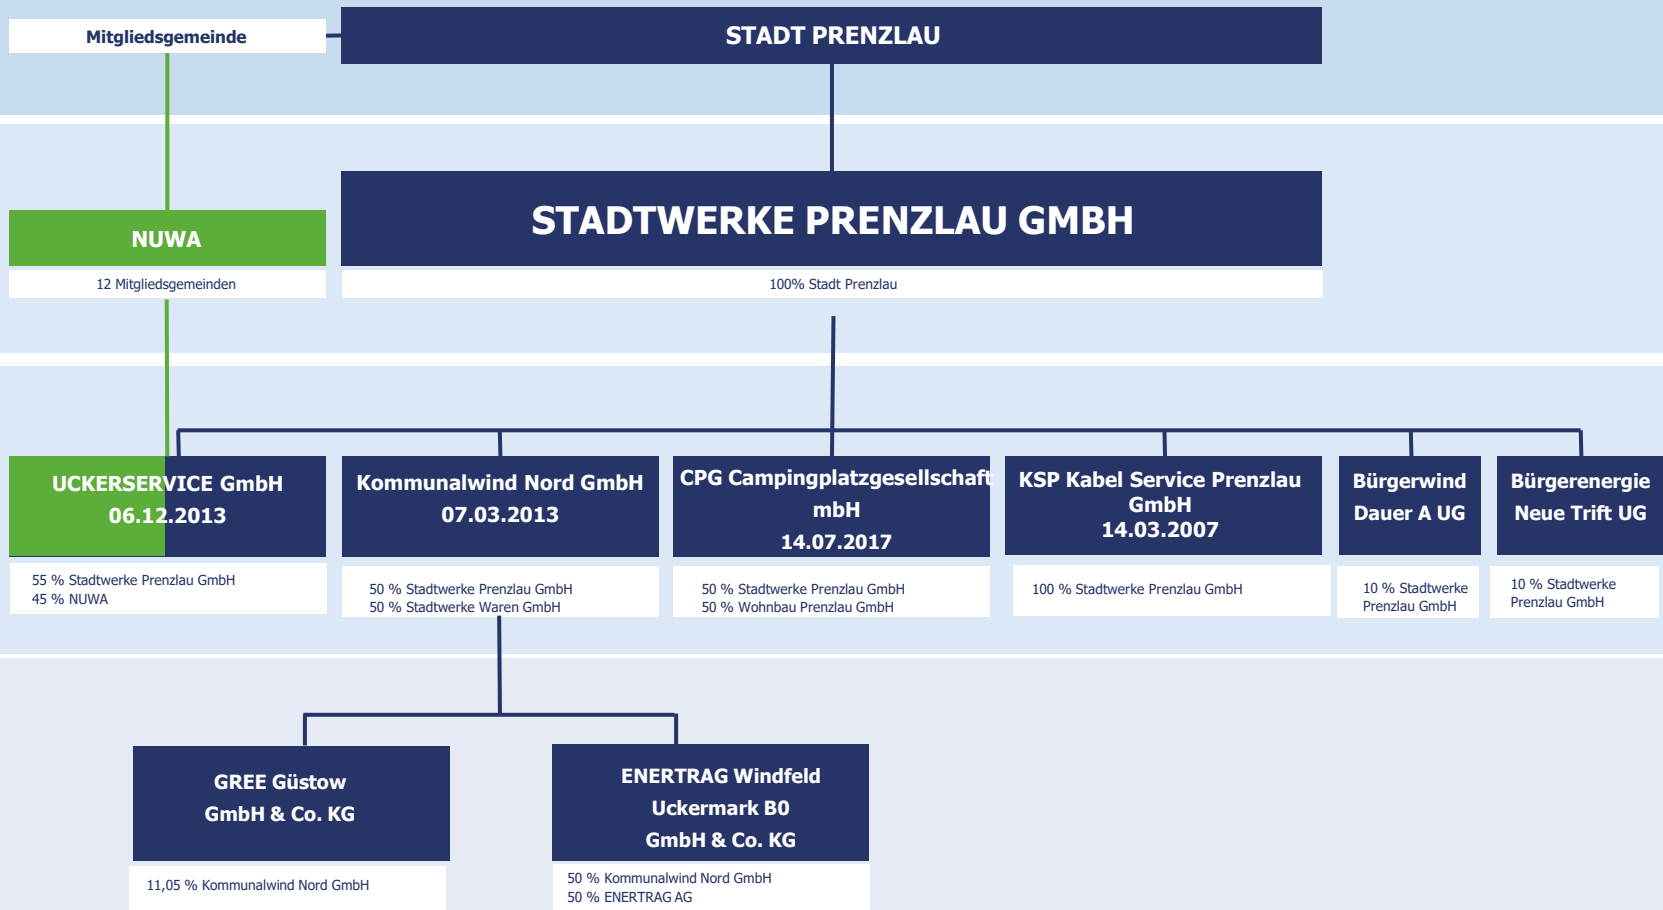 Mitgliedsgemeinde
STADT PRENZLAU
NUWA
12 Mitgliedsgemeinden
STADTWERKE PRENZLAU GMBH
100% Stadt Prenzlau
UCKERSERVICE GmbH
06.12.2013
55 % Stadtwerke Prenzlau GmbH
45 % NUWA
Kommunalwind Nord GmbH
07.03.2013
50 % Stadtwerke Prenzlau GmbH
50 % Stadtwerke Waren GmbH
CPG Campingplatzgesellschaft
mbH
14.07.2017
50 % Stadtwerke Prenzlau GmbH
50 % Wohnbau Prenzlau GmbH
KSP Kabel Service Prenzlau
GmbH
14.03.2007
100 % Stadtwerke Prenzlau GmbH
Bürgerwind
Dauer A UG
10 % Stadtwerke
Prenzlau GmbH
Bürgerenergie
Neue Trift UG
10 % Stadtwerke
Prenzlau GmbH
GREE Güstow
GmbH & Co. KG
11,05 % Kommunalwind Nord GmbH
ENERTRAG Windfeld
Uckermark B0
GmbH & Co. KG
50 % Kommunalwind Nord GmbH
50 % ENERTRAG AG